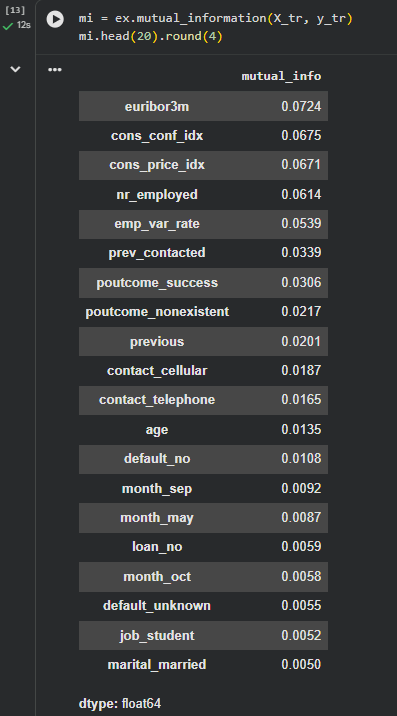 [13]
12s
mi = ex.mutual_information(X_tr, y_tr)
mi.head(20).round(4)
mutual_info
euribor3m 0.0724
cons_conf_idx 0.0675
cons_price_idx 0.0671
nr_employed 0.0614
emp_var_rate 0.0539
prev_contacted 0.0339
poutcome_success 0.0306
poutcome_nonexistent 0.0217
previous 0.0201
contact_cellular 0.0187
contact_telephone 0.0165
age 0.0135
default_no 0.0108
month_sep 0.0092
month_may 0.0087
loan_no 0.0059
month_oct 0.0058
default_unknown 0.0055
job_student 0.0052
marital_married 0.0050
dtype: float64